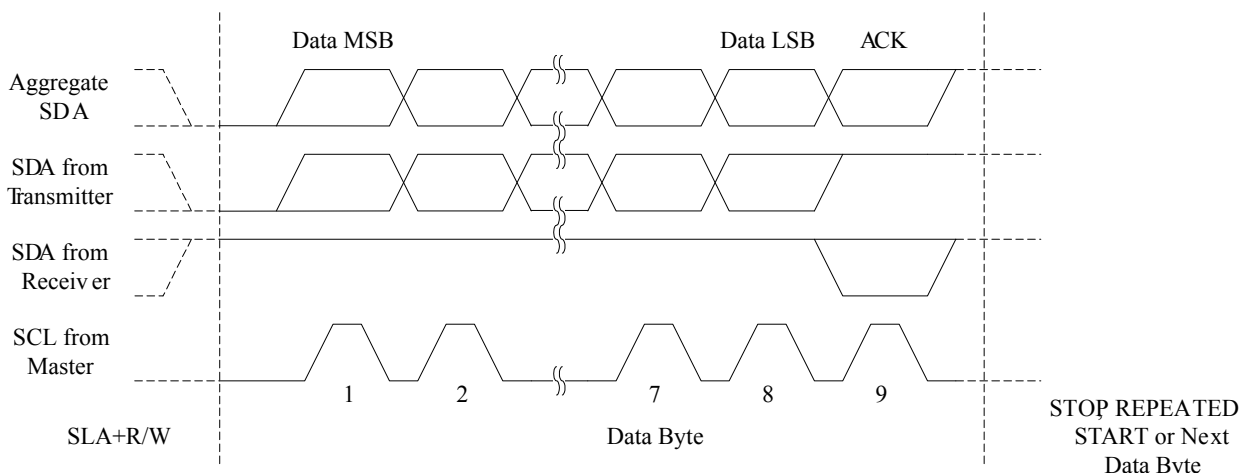 Data MSB
Data LSB
ACK
Aggregate
SDA
SDA from
Transmitter
SDA from
Receiver
SCL from
Master
1
2
7
8
9
SLA+R/W
Data Byte
STOP, REPEATED
START or Next
Data Byte